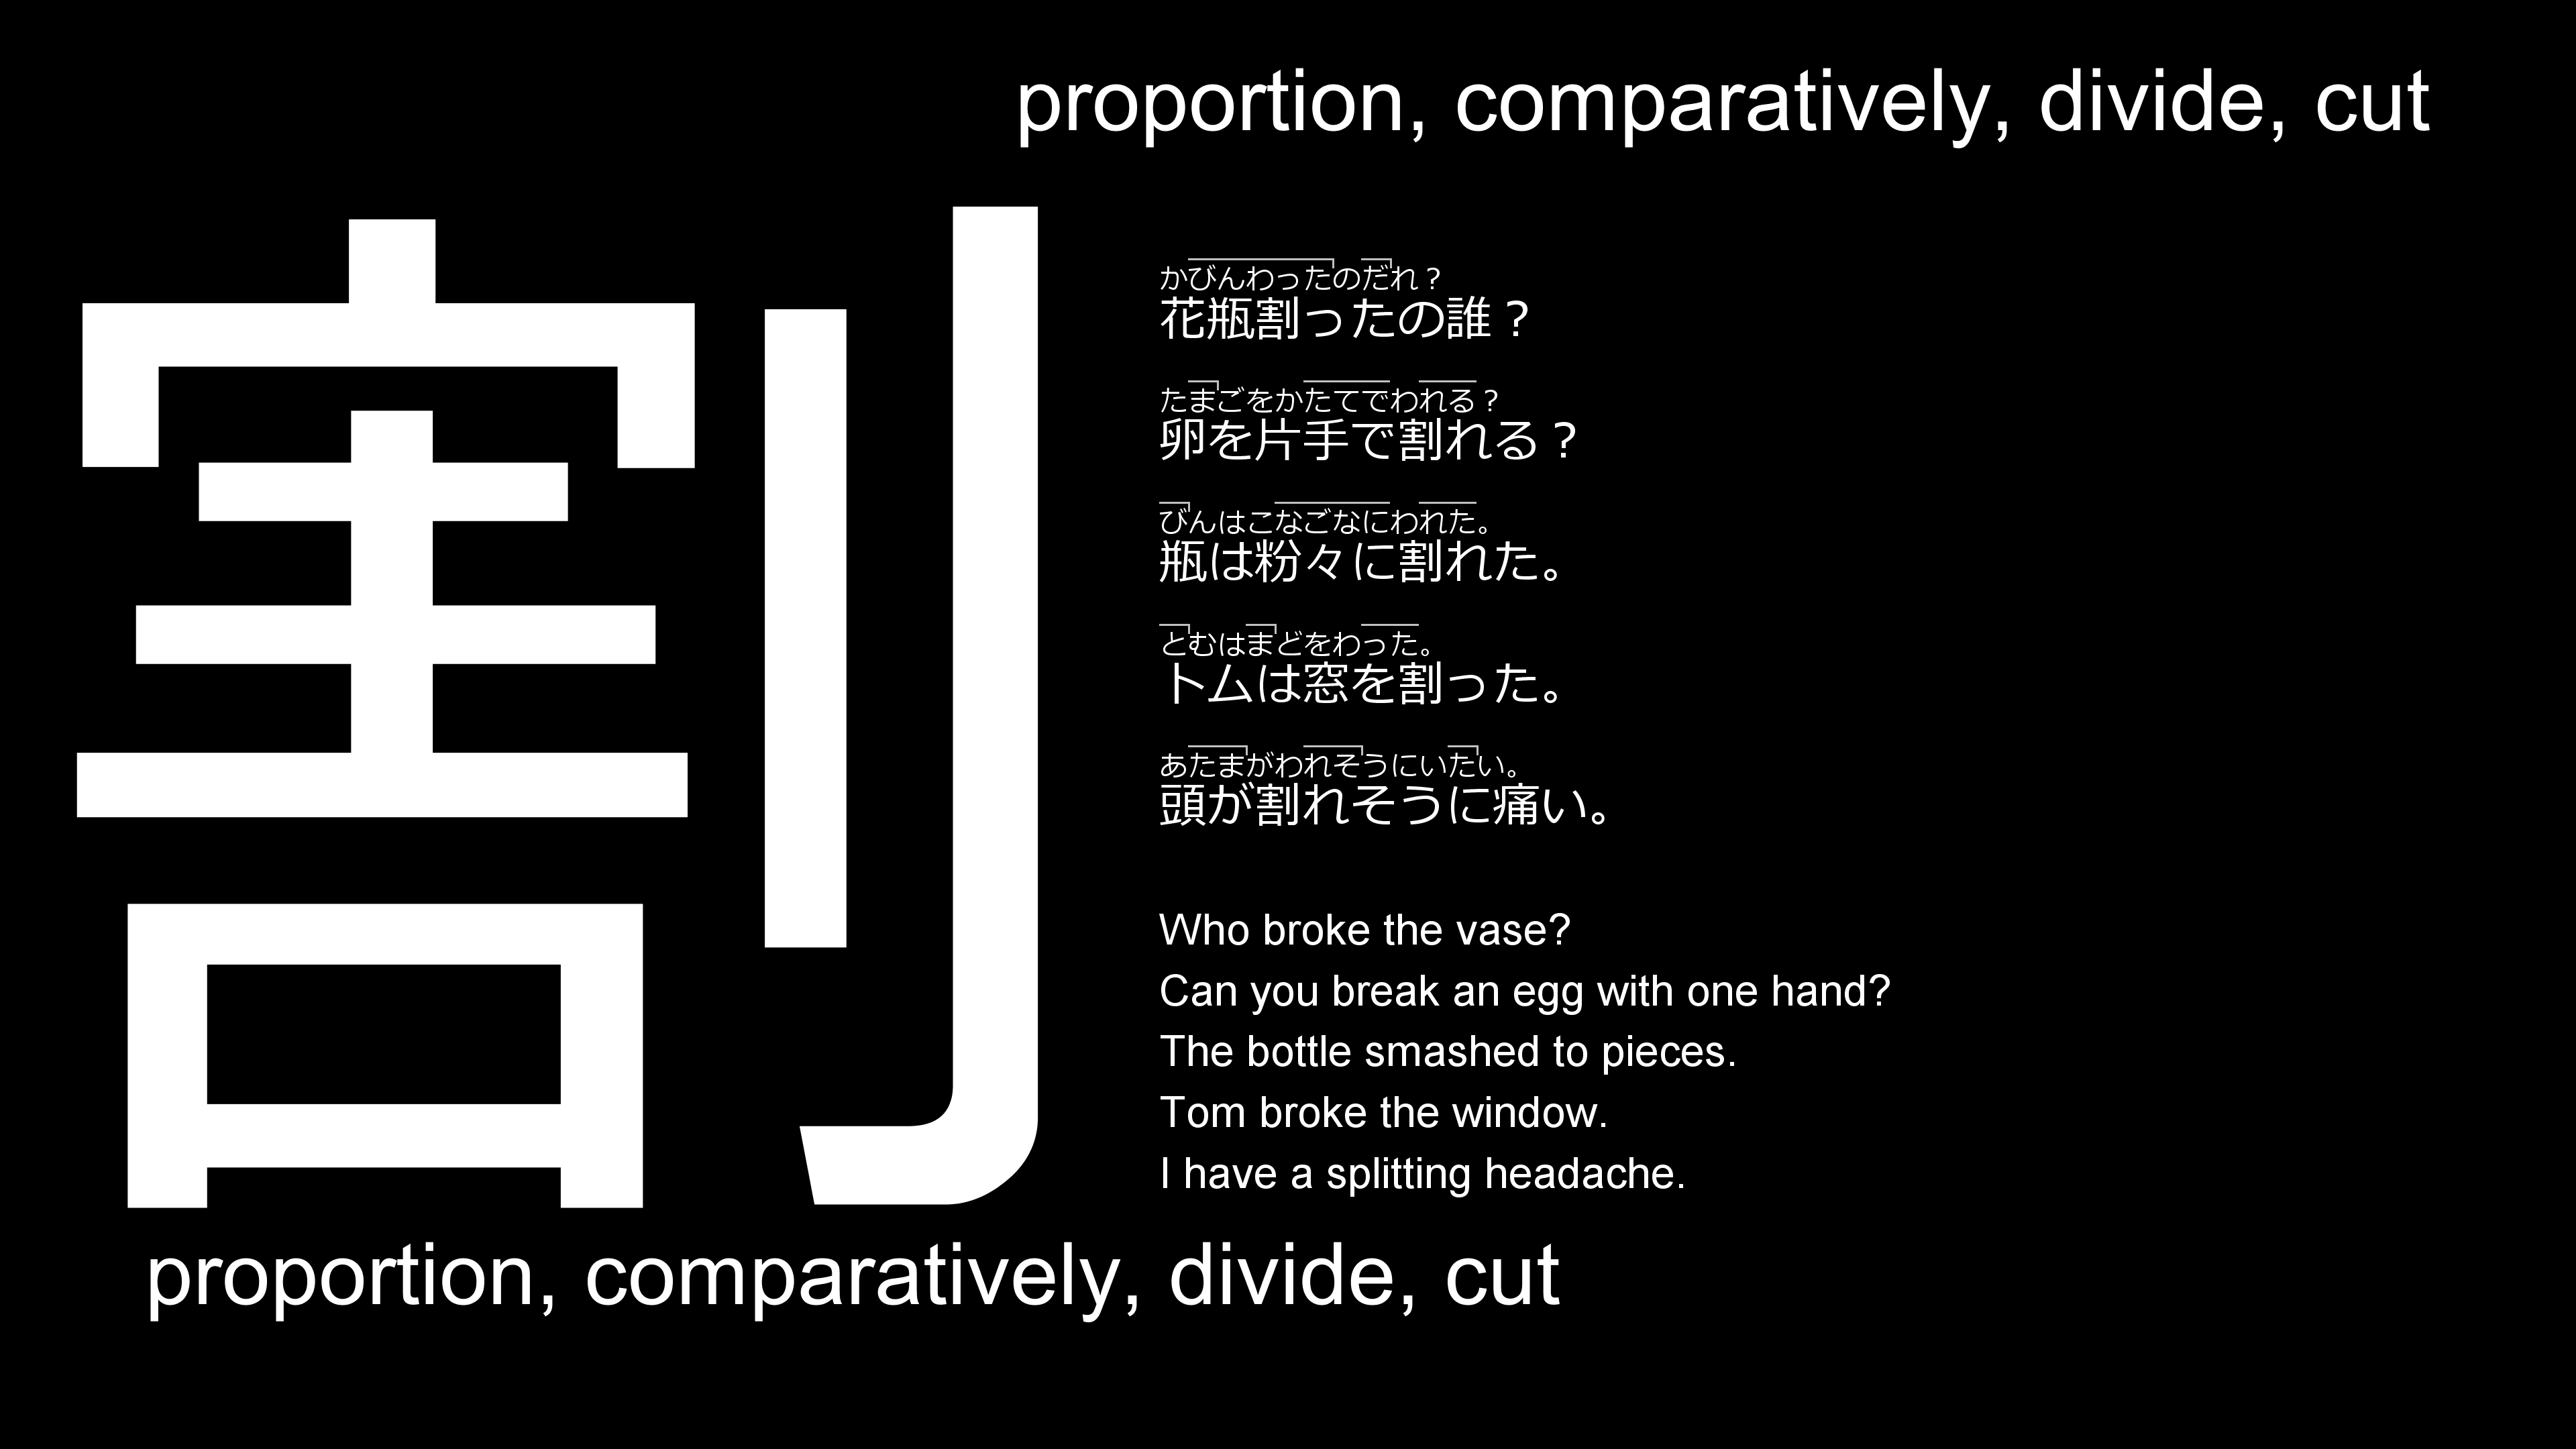 proportion, comparatively, divide, cut
割
かびんわったのだれ？
花瓶割ったの誰？
たまごをかたてでわれる？
卵を片手で割れる？
びんはこなごなにわれた。
瓶は粉々に割れた。
とむはまどをわった。
トムは窓を割った。
あたまがわれそうにいたい。
頭が割れそうに痛い。
Who broke the vase?
Can you break an egg with one hand?
The bottle smashed to pieces.
Tom broke the window.
I have a splitting headache.
proportion, comparatively, divide, cut